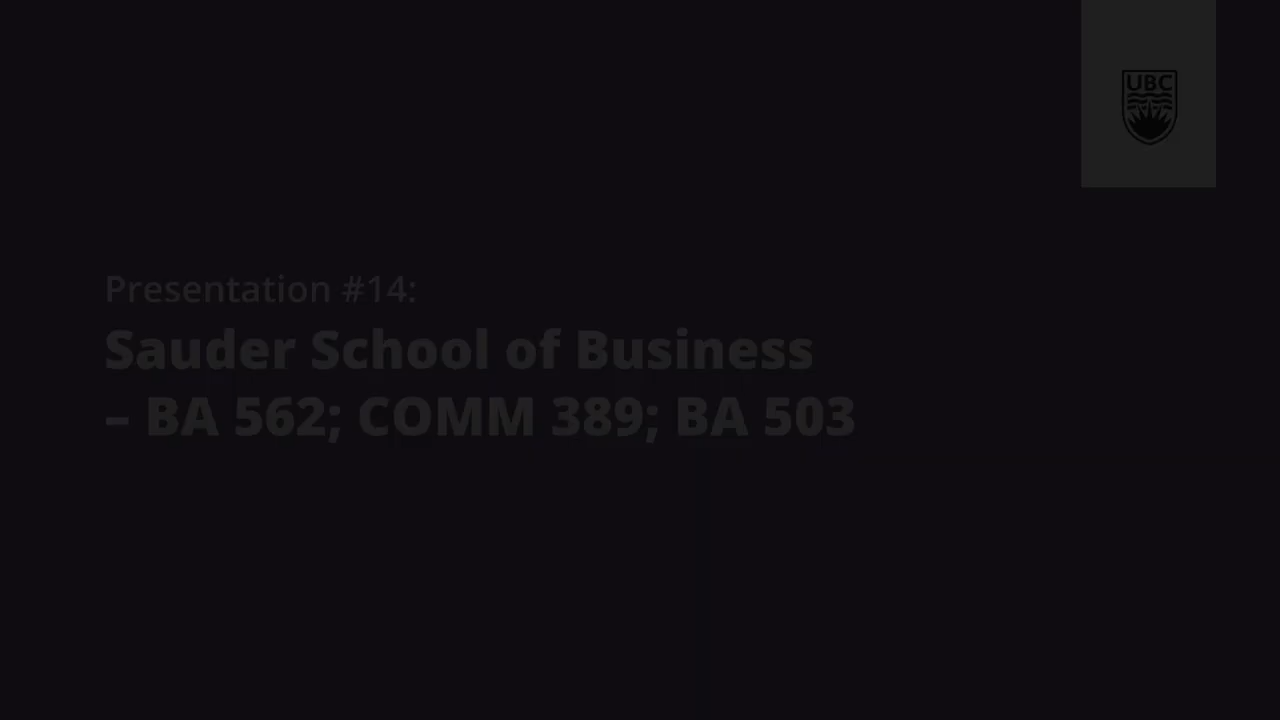 UBC
Presentation #14:
Sauder School of Business
– BA 562; COMM 389; BA 503